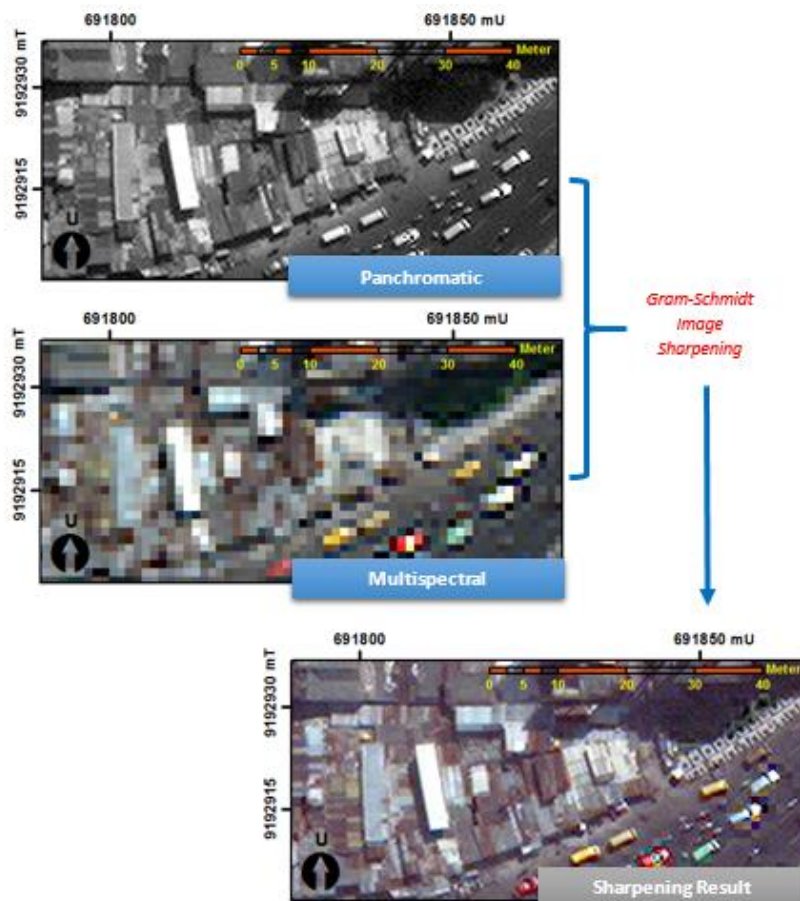 691800 691850 mU
9192930 mT
Meter
0 5 10 20 30 40
9192915
U
Panchromatic
691800 691850 mU
9192930 mT
Meter
0 5 10 20 30 40
9192915
U
Multispectral
Gram-Schmidt
Image
Sharpening
691800 691850 mU
9192930 mT
Meter
0 5 10 20 30 40
9192915
U
Sharpening Result